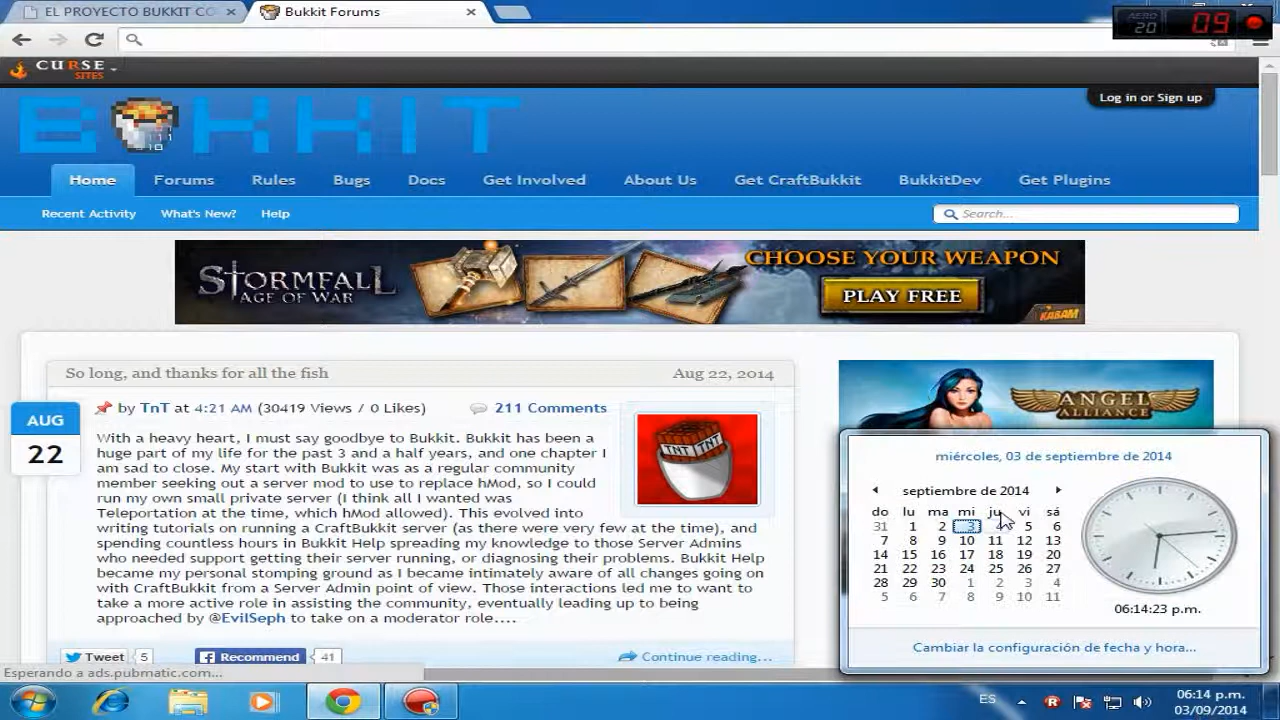 EL PROYECTO BUKKIT CO
Bukkit Forums
AERO
20
09
CURSE
SITES
Log in or Sign up
BUKKIT
Home
Forums
Rules
Bugs
Docs
Get Involved
About Us
Get CraftBukkit
BukkitDev
Get Plugins
Recent Activity
What's New?
Help
Search...
STORMFALL
AGE OF WAR
CHOOSE YOUR WEAPON
PLAY FREE
KABAM
So long, and thanks for all the fish
Aug 22, 2014
AUG
22
by TnT at 4:21 AM (30419 Views / 0 Likes)
211 Comments
With a heavy heart, I must say goodbye to Bukkit. Bukkit has been a
huge part of my life for the past 3 and a half years, and one chapter I
am sad to close. My start with Bukkit was as a regular community
member seeking out a server mod to use to replace hMod, so I could
run my own small private server (I think all I wanted was
Teleportation at the time, which hMod allowed). This evolved into
writing tutorials on running a CraftBukkit server (as there were very few at the time), and
spending countless hours in Bukkit Help spreading my knowledge to those Server Admins
who needed support getting their server running, or diagnosing their problems. Bukkit Help
became my personal stomping ground as I became intimately aware of all changes going on
with CraftBukkit from a Server Admin point of view. Those interactions led me to want to
take a more active role in assisting the community, eventually leading up to being
approached by @EvilSeph to take on a moderator role....
TNT TNT
Tweet 5
Recommend 41
Continue reading...
ANGEL
ALLIANCE
miércoles, 03 de septiembre de 2014
septiembre de 2014
do lu ma mi ju vi sá
31 1 2 3 4 5 6
7 8 9 10 11 12 13
14 15 16 17 18 19 20
21 22 23 24 25 26 27
28 29 30 1 2 3 4
5 6 7 8 9 10 11
06:14:23 p.m.
Cambiar la configuración de fecha y hora...
Esperando a ads.pubmatic.com...
ES
06:14 p.m.
03/09/2014